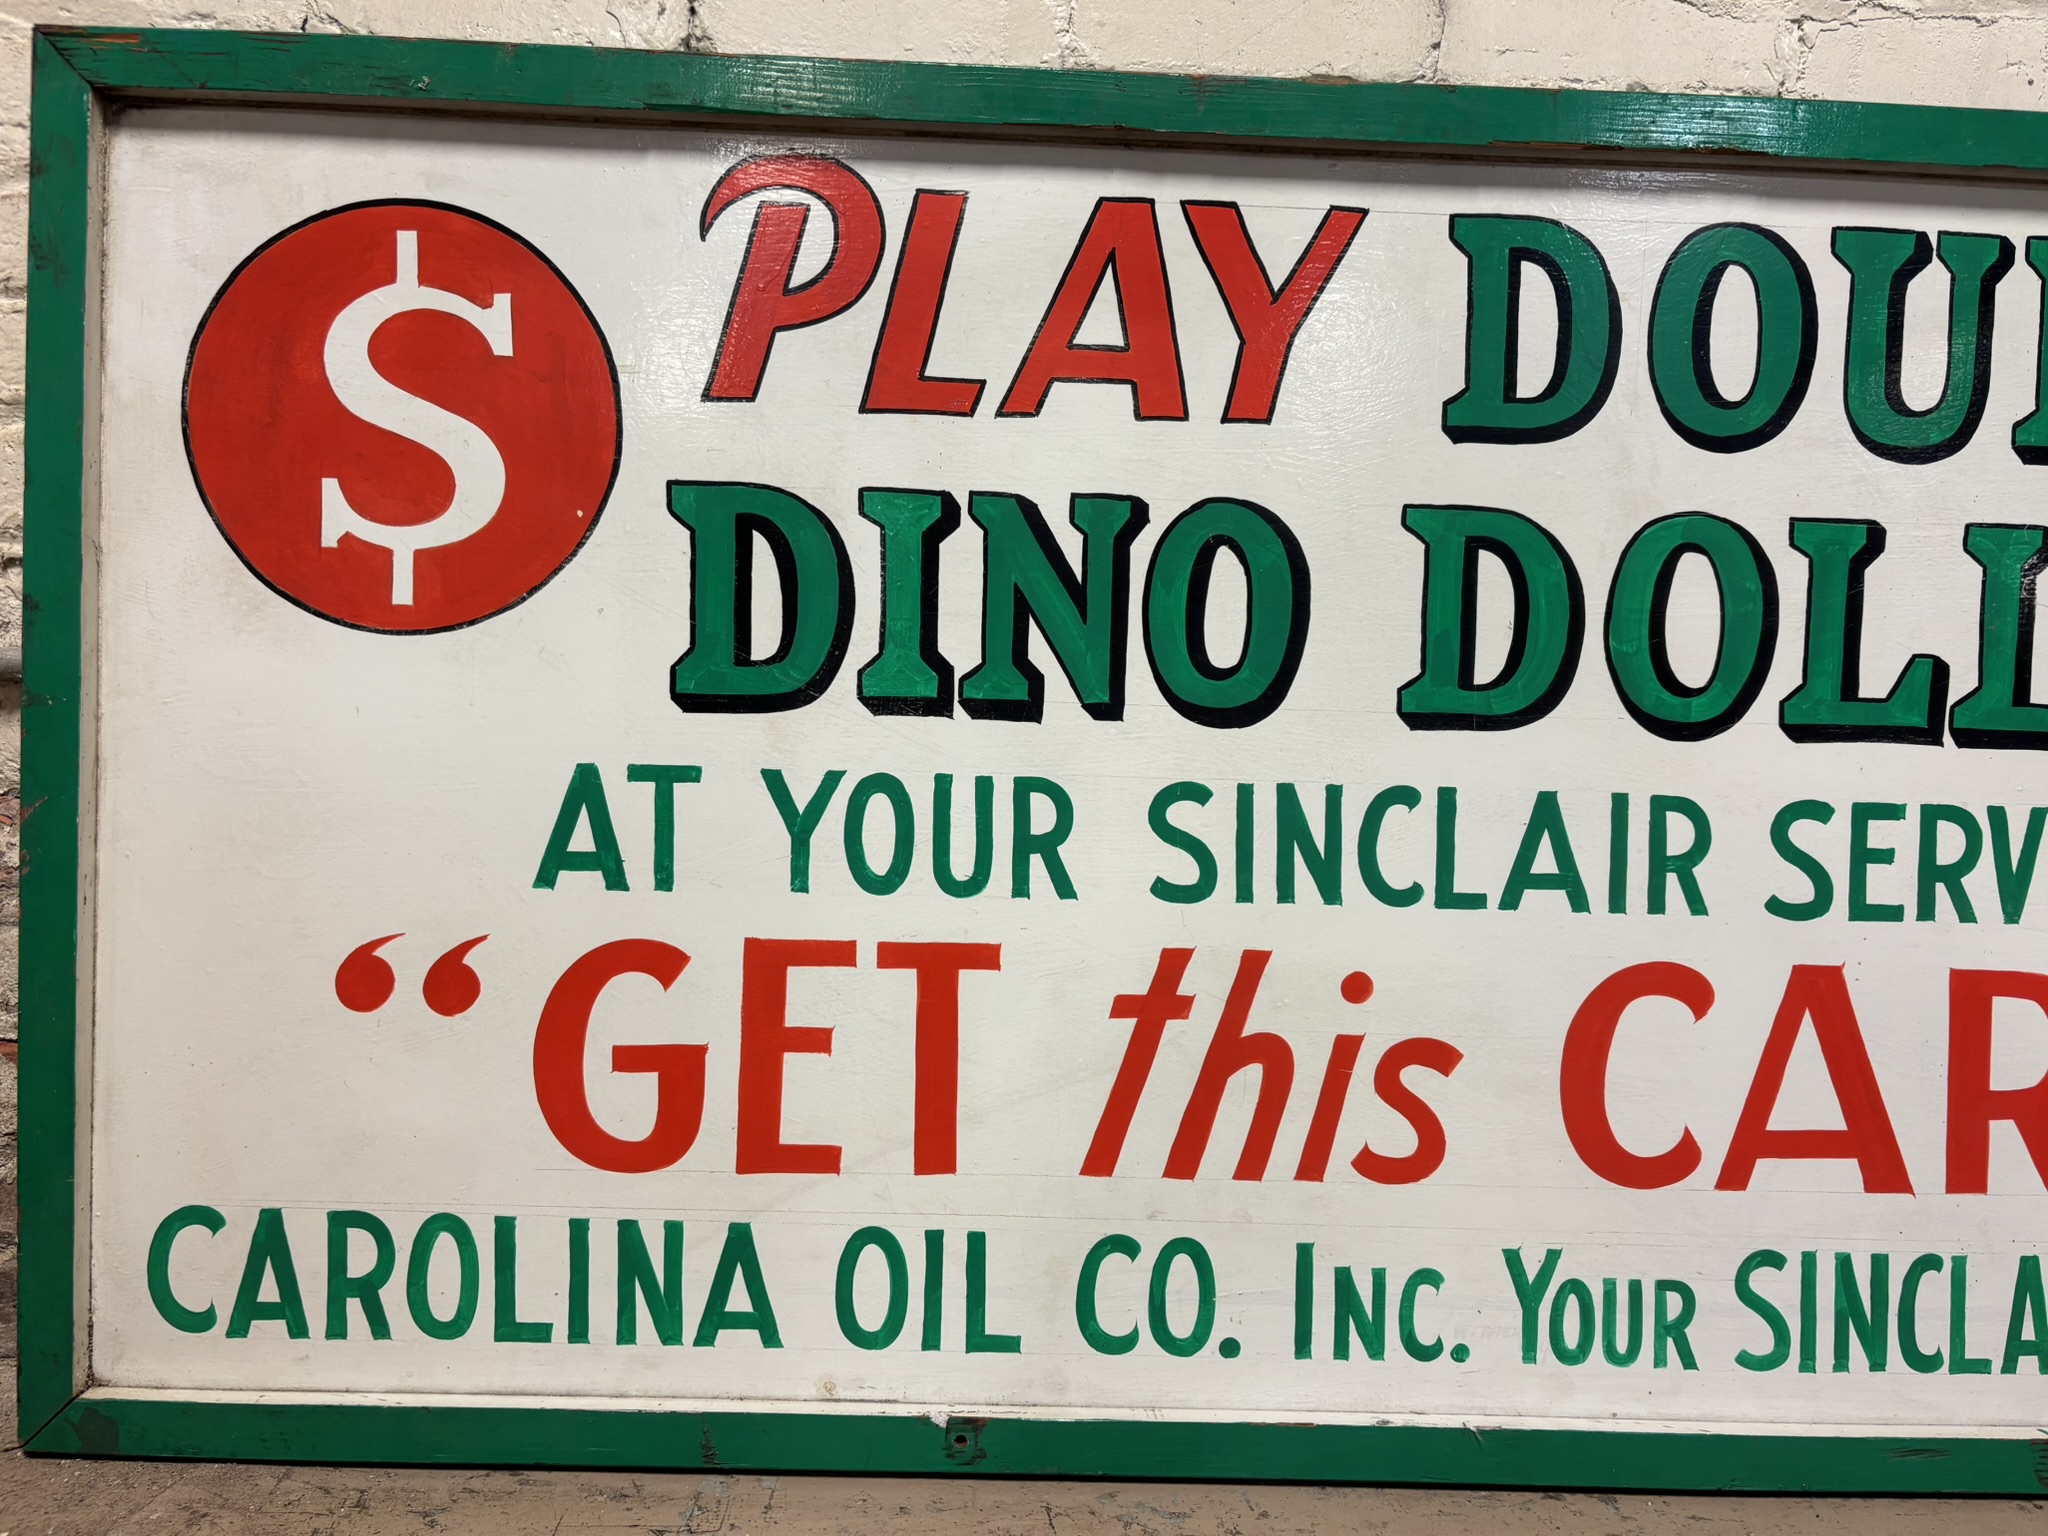 $ PLAY DOU
DINO DOLL
AT YOUR SINCLAIR SERV
“GET this CAR
CAROLINA OIL CO. INC. YOUR SINCLA